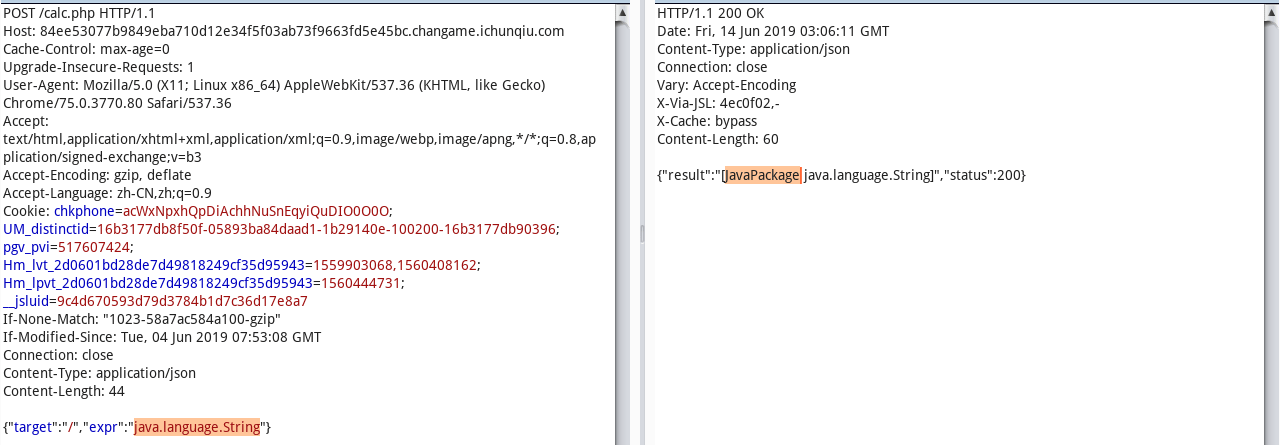 POST /calc.php HTTP/1.1
Host: 84ee53077b9849eba710d12e34f5f03ab73f9663fd5e45bc.changame.ichunqiu.com
Cache-Control: max-age=0
Upgrade-Insecure-Requests: 1
User-Agent: Mozilla/5.0 (X11; Linux x86_64) AppleWebKit/537.36 (KHTML, like Gecko)
Chrome/75.0.3770.80 Safari/537.36
Accept:
text/html,application/xhtml+xml,application/xml;q=0.9,image/webp,image/apng,*/*;q=0.8,ap
plication/signed-exchange;v=b3
Accept-Encoding: gzip, deflate
Accept-Language: zh-CN,zh;q=0.9
Cookie: chkphone=acWxNpxhQpDiAchhNuSnEqyiQuDIO0O0O;
UM_distinctid=16b3177db8f50f-05893ba84daad1-1b29140e-100200-16b3177db90396;
pgv_pvi=517607424;
Hm_lvt_2d0601bd28de7d49818249cf35d95943=1559903068,1560408162;
Hm_lpvt_2d0601bd28de7d49818249cf35d95943=1560444731;
__jsluid=9c4d670593d79d3784b1d7c36d17e8a7
If-None-Match: "1023-58a7ac584a100-gzip"
If-Modified-Since: Tue, 04 Jun 2019 07:53:08 GMT
Connection: close
Content-Type: application/json
Content-Length: 44
{"target":"/","expr":"java.language.String"}
HTTP/1.1 200 OK
Date: Fri, 14 Jun 2019 03:06:11 GMT
Content-Type: application/json
Connection: close
Vary: Accept-Encoding
X-Via-JSL: 4ec0f02,-
X-Cache: bypass
Content-Length: 60
{"result":"[JavaPackage java.language.String]","status":200}